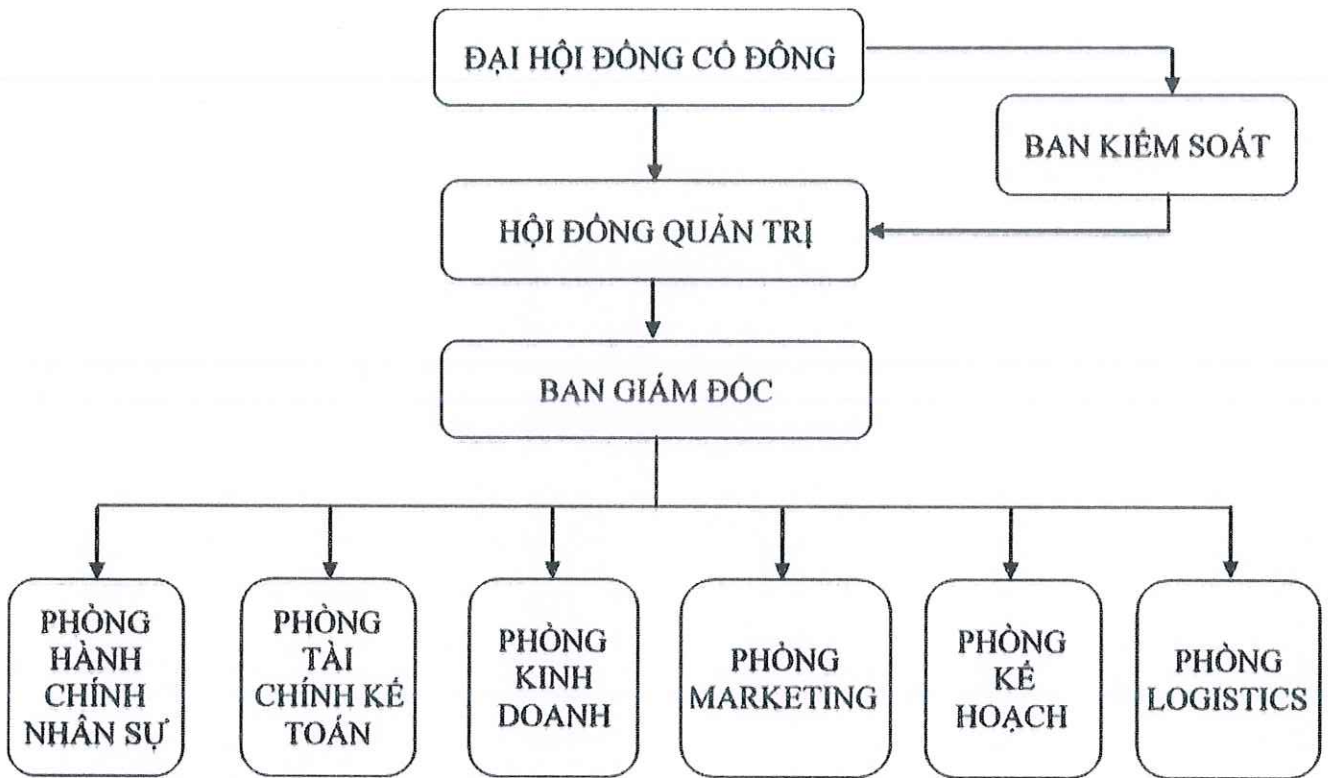 ĐẠI HỘI ĐỒNG CỔ ĐÔNG
BAN KIỂM SOÁT
HỘI ĐỒNG QUẢN TRỊ
BAN GIÁM ĐỐC
PHÒNG
HÀNH
CHÍNH
NHÂN SỰ
PHÒNG
TÀI
CHÍNH KẾ
TOÁN
PHÒNG
KINH
DOANH
PHÒNG
MARKETING
PHÒNG
KẾ
HOẠCH
PHÒNG
LOGISTICS